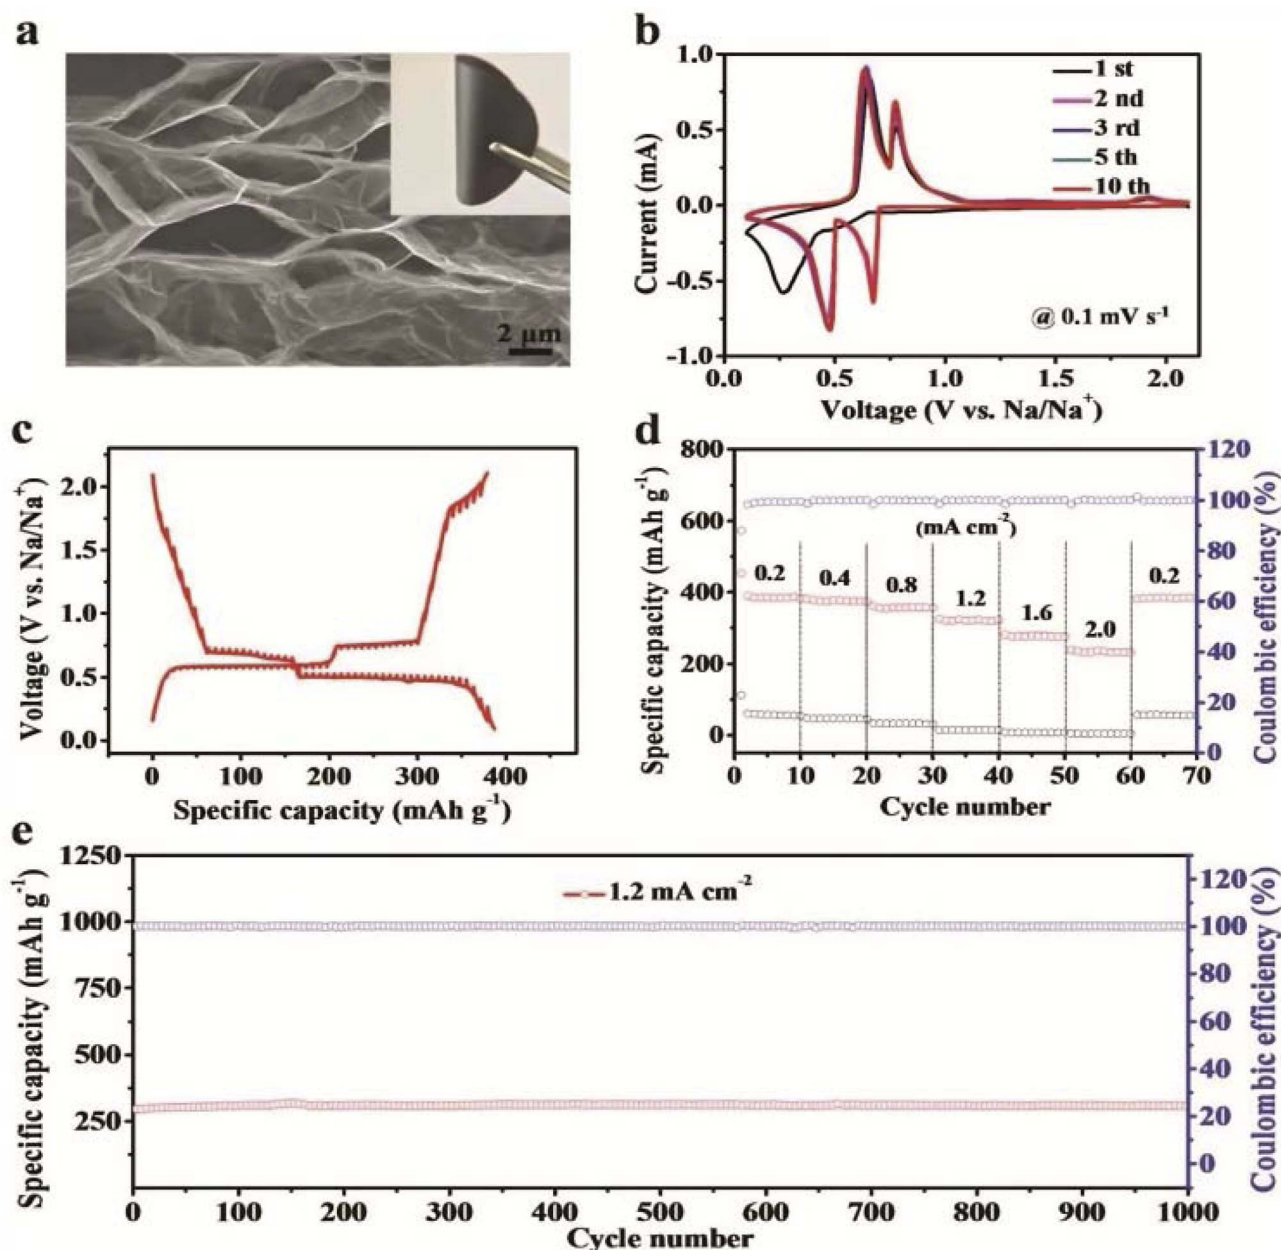 a
2 μm
b
1.0
0.5
0.0
-0.5
-1.0
Current (mA)
1 st
2 nd
3 rd
5 th
10 th
@ 0.1 mV s⁻¹
0.0 0.5 1.0 1.5 2.0
Voltage (V vs. Na/Na⁺)
c
2.0
1.5
1.0
0.5
0.0
Voltage (V vs. Na/Na⁺)
0 100 200 300 400
Specific capacity (mAh g⁻¹)
d
800
600
400
200
0
Specific capacity (mAh g⁻¹)
(mA cm⁻²)
0.2 0.4 0.8 1.2 1.6 2.0 0.2
120
100
80
60
40
20
0
Coulombic efficiency (%)
0 10 20 30 40 50 60 70
Cycle number
e
1250
1000
750
500
250
Specific capacity (mAh g⁻¹)
1.2 mA cm⁻²
120
100
80
60
40
20
0
Coulombic efficiency (%)
0 100 200 300 400 500 600 700 800 900 1000
Cycle number